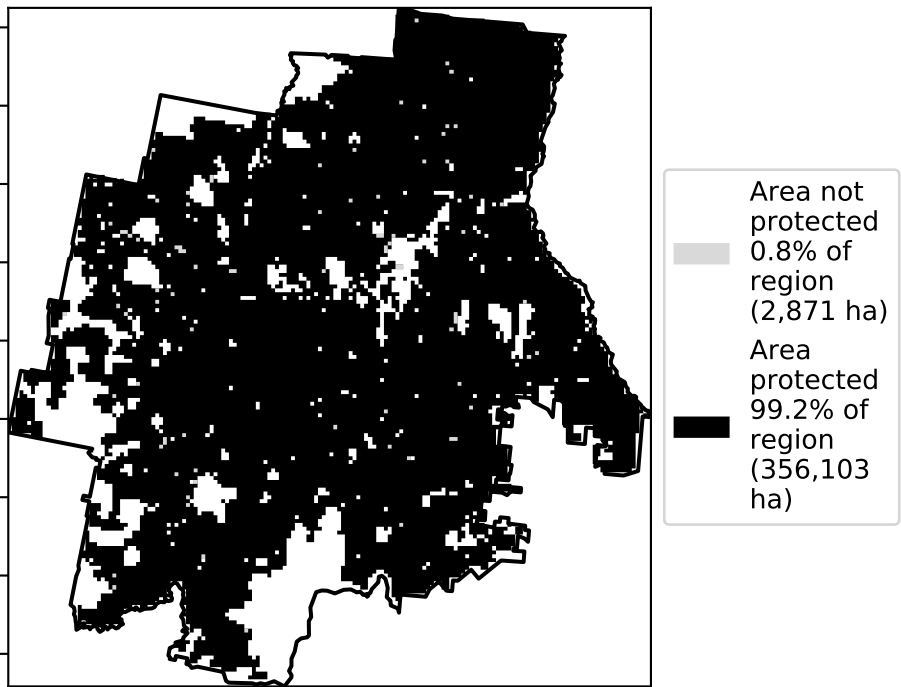 Area not
protected
0.8% of
region
(2,871 ha)
Area
protected
99.2% of
region
(356,103
ha)